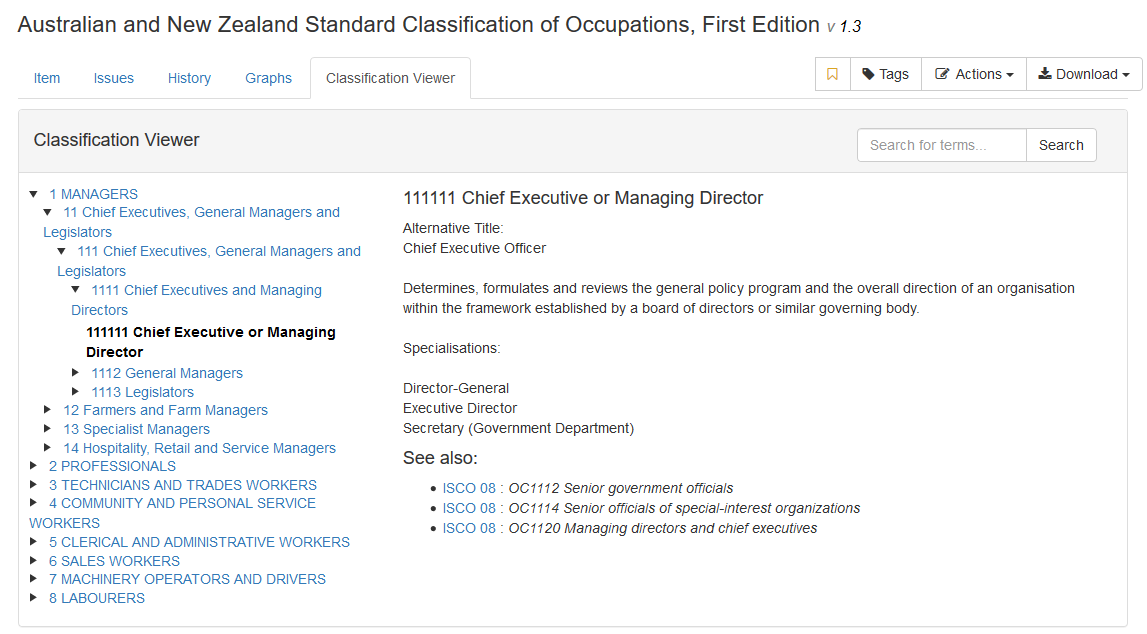 Australian and New Zealand Standard Classification of Occupations, First Edition v 1.3
Item Issues History Graphs Classification Viewer Tags Actions Download
Classification Viewer
Search for terms... Search
1 MANAGERS
11 Chief Executives, General Managers and
Legislators
111 Chief Executives, General Managers and
Legislators
1111 Chief Executives and Managing
Directors
111111 Chief Executive or Managing
Director
1112 General Managers
1113 Legislators
12 Farmers and Farm Managers
13 Specialist Managers
14 Hospitality, Retail and Service Managers
2 PROFESSIONALS
3 TECHNICIANS AND TRADES WORKERS
4 COMMUNITY AND PERSONAL SERVICE
WORKERS
5 CLERICAL AND ADMINISTRATIVE WORKERS
6 SALES WORKERS
7 MACHINERY OPERATORS AND DRIVERS
8 LABOURERS
111111 Chief Executive or Managing Director
Alternative Title:
Chief Executive Officer
Determines, formulates and reviews the general policy program and the overall direction of an organisation
within the framework established by a board of directors or similar governing body.
Specialisations:
Director-General
Executive Director
Secretary (Government Department)
See also:
• ISCO 08 : OC1112 Senior government officials
• ISCO 08 : OC1114 Senior officials of special-interest organizations
• ISCO 08 : OC1120 Managing directors and chief executives